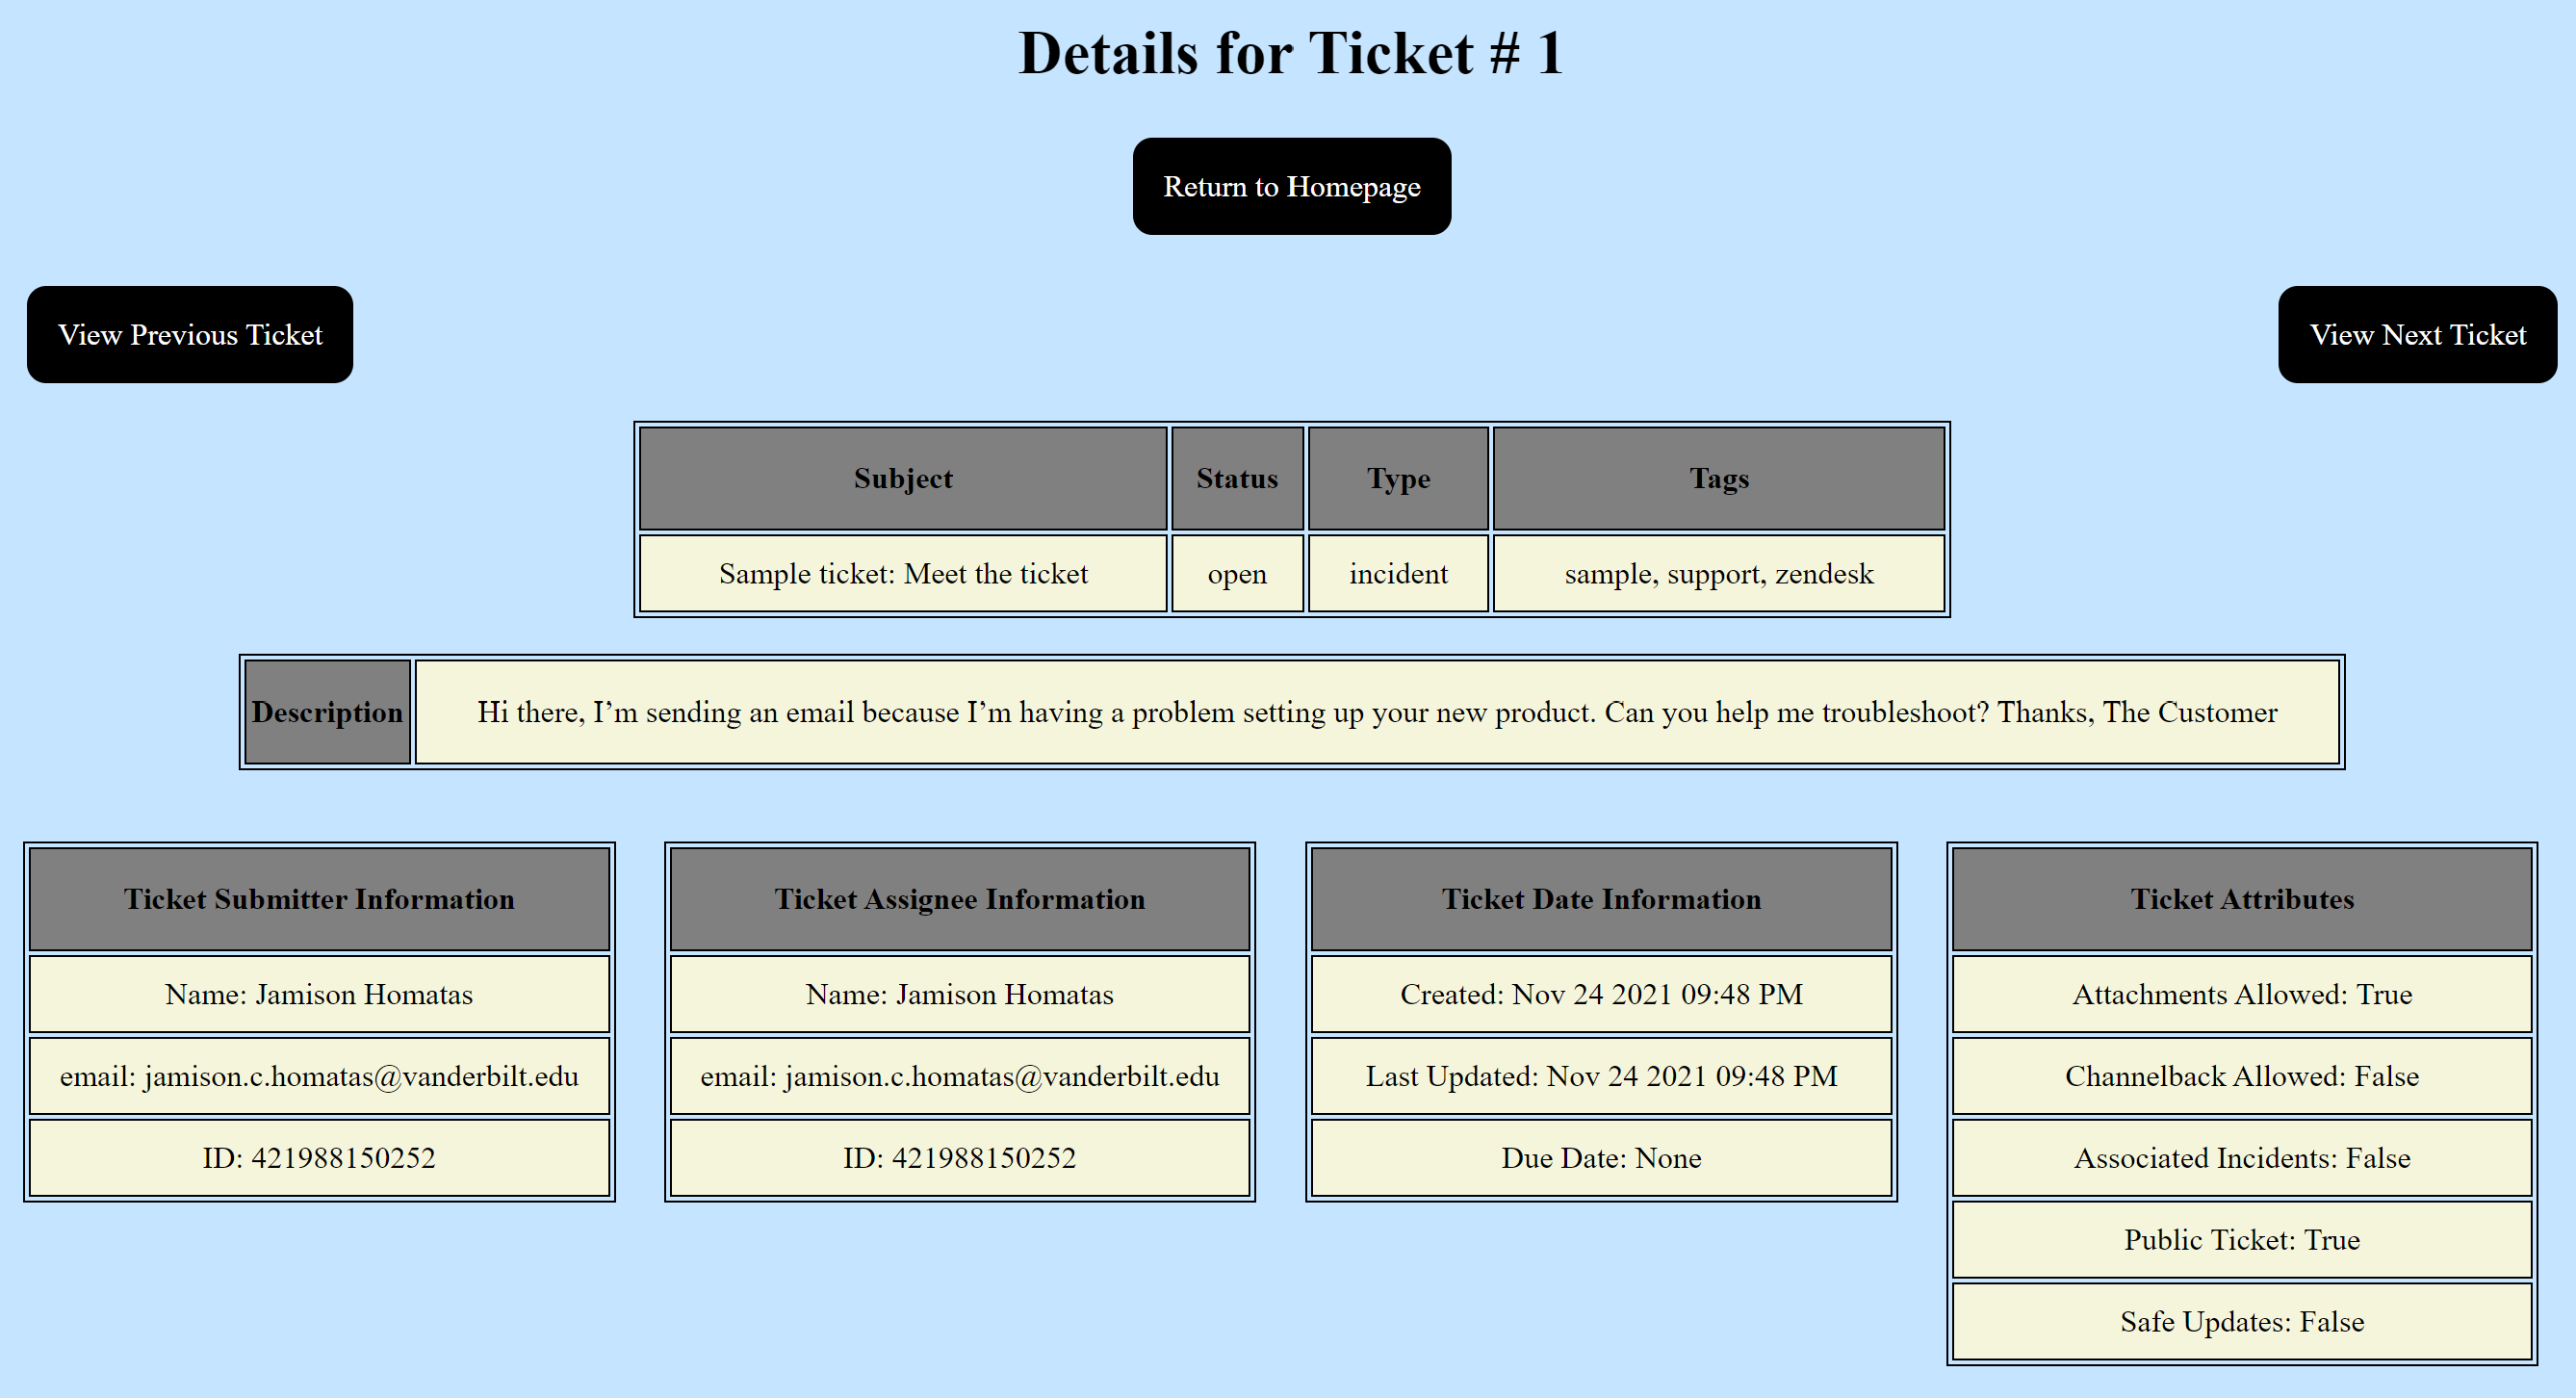 Details for Ticket # 1
Return to Homepage
View Previous Ticket
View Next Ticket
Subject Status Type Tags
Sample ticket: Meet the ticket open incident sample, support, zendesk
Description Hi there, I’m sending an email because I’m having a problem setting up your new product. Can you help me troubleshoot? Thanks, The Customer
Ticket Submitter Information
Name: Jamison Homatas
email: jamison.c.homatas@vanderbilt.edu
ID: 421988150252
Ticket Assignee Information
Name: Jamison Homatas
email: jamison.c.homatas@vanderbilt.edu
ID: 421988150252
Ticket Date Information
Created: Nov 24 2021 09:48 PM
Last Updated: Nov 24 2021 09:48 PM
Due Date: None
Ticket Attributes
Attachments Allowed: True
Channelback Allowed: False
Associated Incidents: False
Public Ticket: True
Safe Updates: False